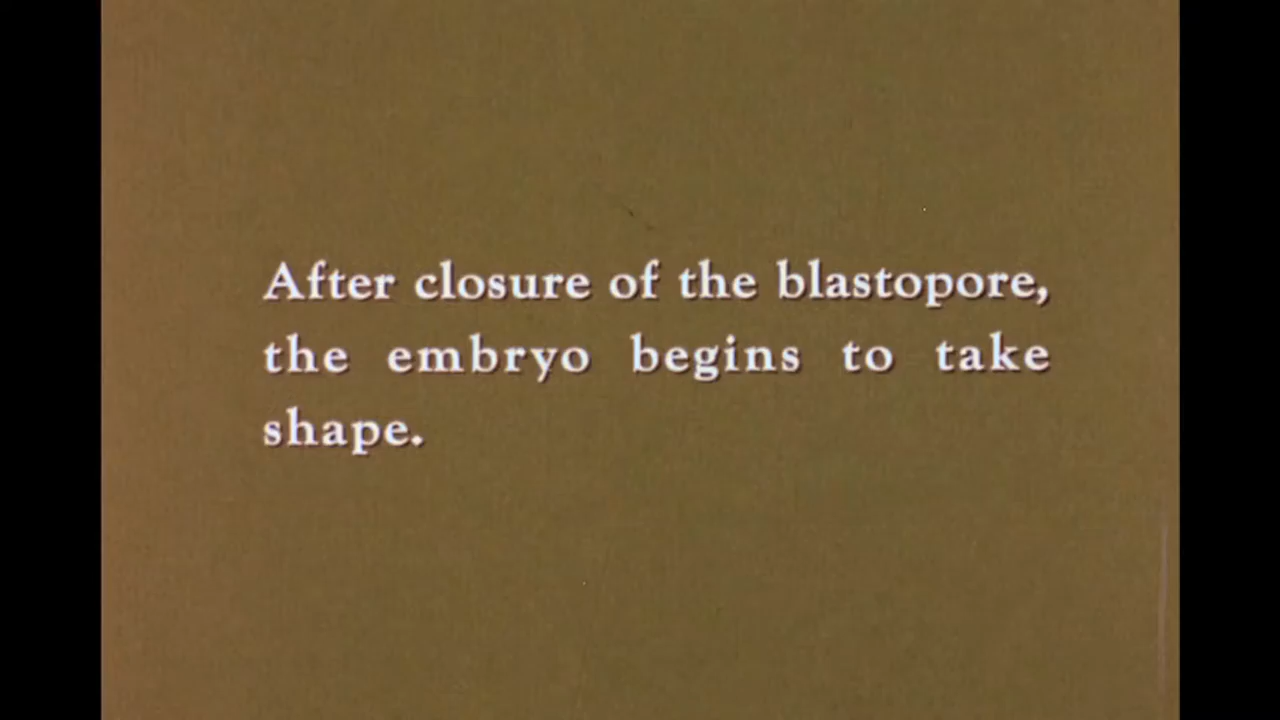 After closure of the blastopore,
the embryo begins to take
shape.